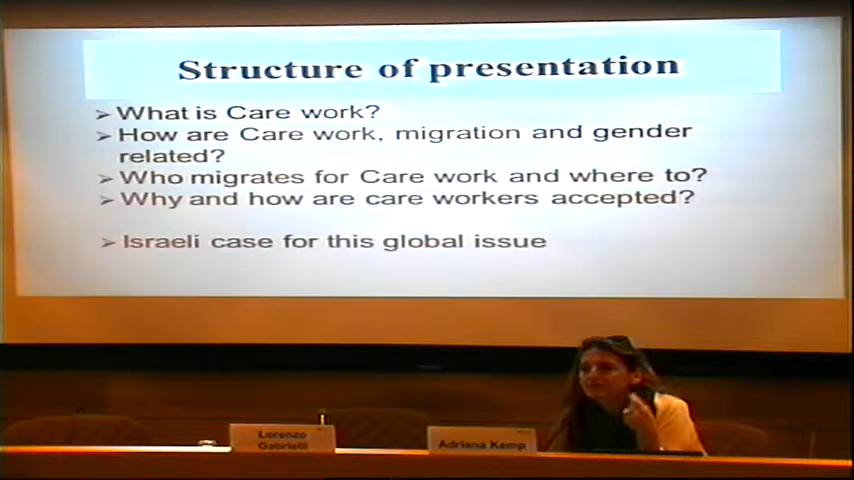 Structure of presentation
➢ What is Care work?
➢ How are Care work, migration and gender
related?
➢ Who migrates for Care work and where to?
➢ Why and how are care workers accepted?
➢ Israeli case for this global issue
Lorenzo
Gabrielli
Adriana Kemp